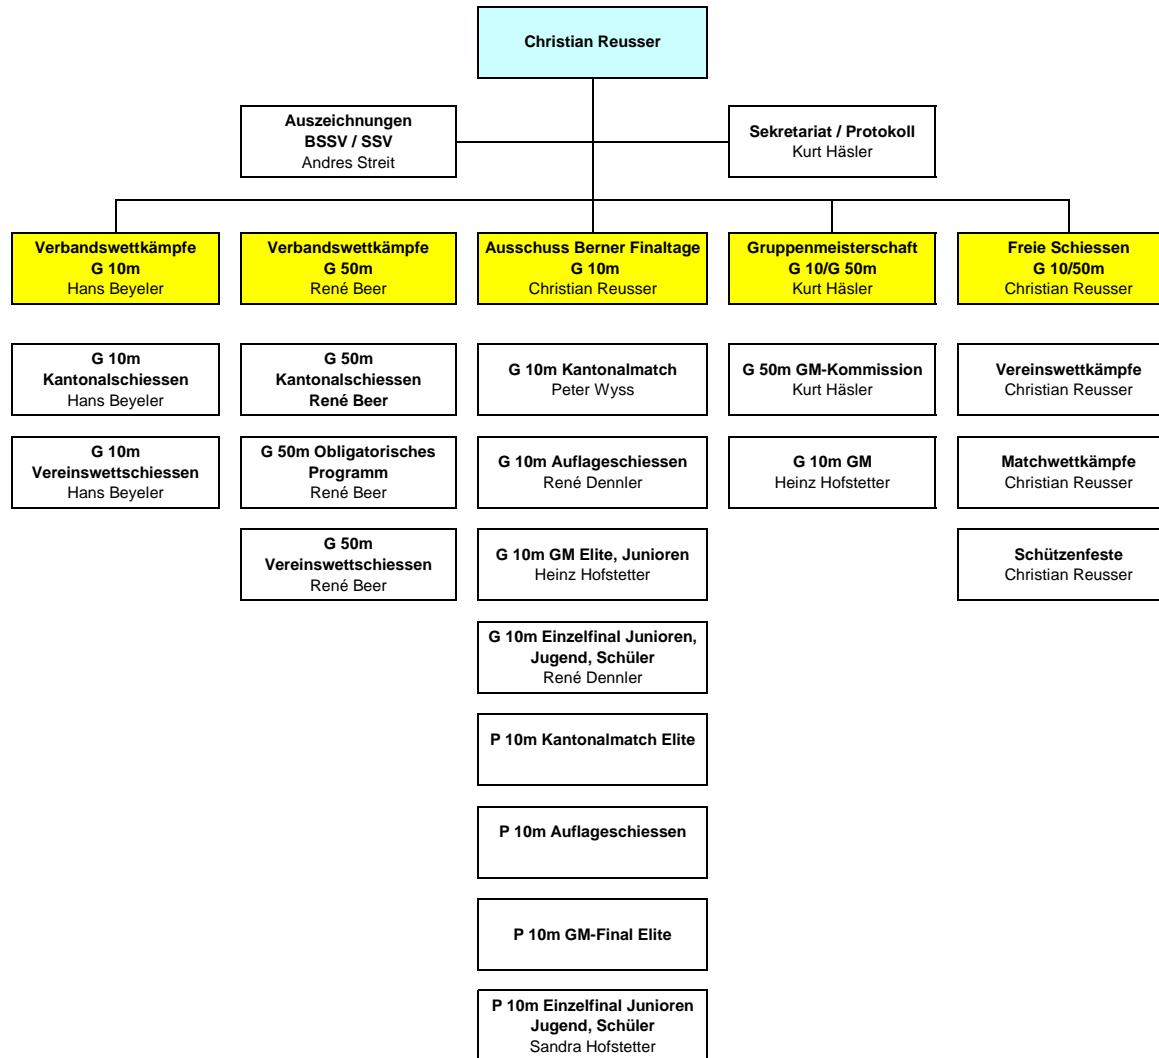 Christian Reusser
Auszeichnungen
BSSV / SSV
Andres Streit
Sekretariat / Protokoll
Kurt Häsler
Verbandswettkämpfe
G 10m
Hans Beyeler
Verbandswettkämpfe
G 50m
René Beer
Ausschuss Berner Finaltage
G 10m
Christian Reusser
Gruppenmeisterschaft
G 10/G 50m
Kurt Häsler
Freie Schiessen
G 10/50m
Christian Reusser
G 10m
Kantonalschiessen
Hans Beyeler
G 50m
Kantonalschiessen
René Beer
G 10m Kantonalmatch
Peter Wyss
G 50m GM-Kommission
Kurt Häsler
Vereinswettkämpfe
Christian Reusser
G 10m
Vereinswettschiessen
Hans Beyeler
G 50m Obligatorisches
Programm
René Beer
G 10m Auflageschiessen
René Dennler
G 10m GM
Heinz Hofstetter
Matchwettkämpfe
Christian Reusser
G 50m
Vereinswettschiessen
René Beer
G 10m GM Elite, Junioren
Heinz Hofstetter
Schützenfeste
Christian Reusser
G 10m Einzelfinal Junioren,
Jugend, Schüler
René Dennler
P 10m Kantonalmatch Elite
P 10m Auflageschiessen
P 10m GM-Final Elite
P 10m Einzelfinal Junioren
Jugend, Schüler
Sandra Hofstetter